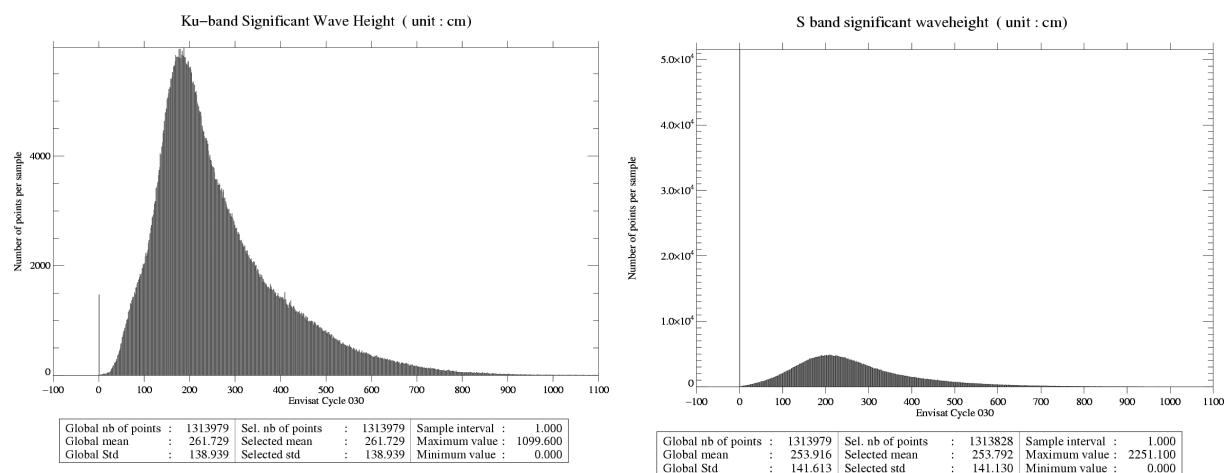 Ku−band Significant Wave Height ( unit : cm)
Number of points per sample
4000
2000
0
−100 0 100 200 300 400 500 600 700 800 900 1000 1100
Envisat Cycle 030
Global nb of points : 1313979 Sel. nb of points : 1313979 Sample interval : 1.000
Global mean : 261.729 Selected mean : 261.729 Maximum value : 1099.600
Global Std : 138.939 Selected std : 138.939 Minimum value : 0.000
S band significant waveheight ( unit : cm)
Number of points per sample
5.0×10⁴
4.0×10⁴
3.0×10⁴
2.0×10⁴
1.0×10⁴
0
−100 0 100 200 300 400 500 600 700 800 900 1000 1100
Envisat Cycle 030
Global nb of points : 1313979 Sel. nb of points : 1313828 Sample interval : 1.000
Global mean : 253.916 Selected mean : 253.792 Maximum value : 2251.100
Global Std : 141.613 Selected std : 141.130 Minimum value : 0.000